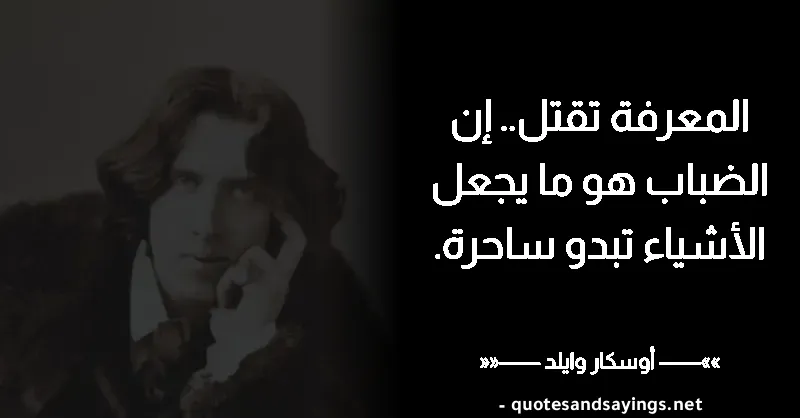 المعرفة تقتل.. إن
الضباب هو ما يجعل
الأشياء تبدو ساحرة.
»»—— أوسكار وايلد ——««
- quotesandsayings.net